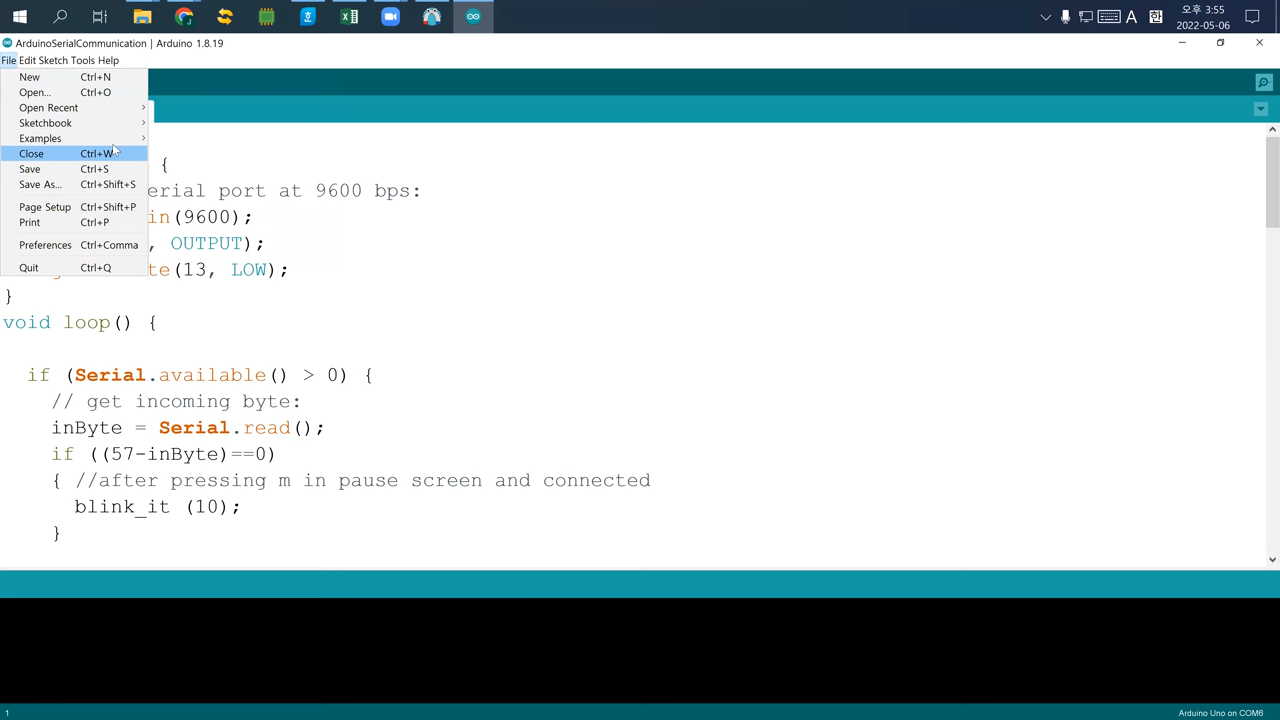 A 한 오후 3:55
2022-05-06
ArduinoSerialCommunication | Arduino 1.8.19
File Edit Sketch Tools Help
New Ctrl+N
Open... Ctrl+O
Open Recent
Sketchbook
Examples
Close Ctrl+W {
Save Ctrl+S
Save As... Ctrl+Shift+S erial port at 9600 bps:
Page Setup Ctrl+Shift+P
Print Ctrl+P in(9600);
Preferences Ctrl+Comma , OUTPUT);
Quit Ctrl+Q te(13, LOW);
}
void loop() {
if (Serial.available() > 0) {
// get incoming byte:
inByte = Serial.read();
if ((57-inByte)==0)
{ //after pressing m in pause screen and connected
blink_it (10);
}
1 Arduino Uno on COM6